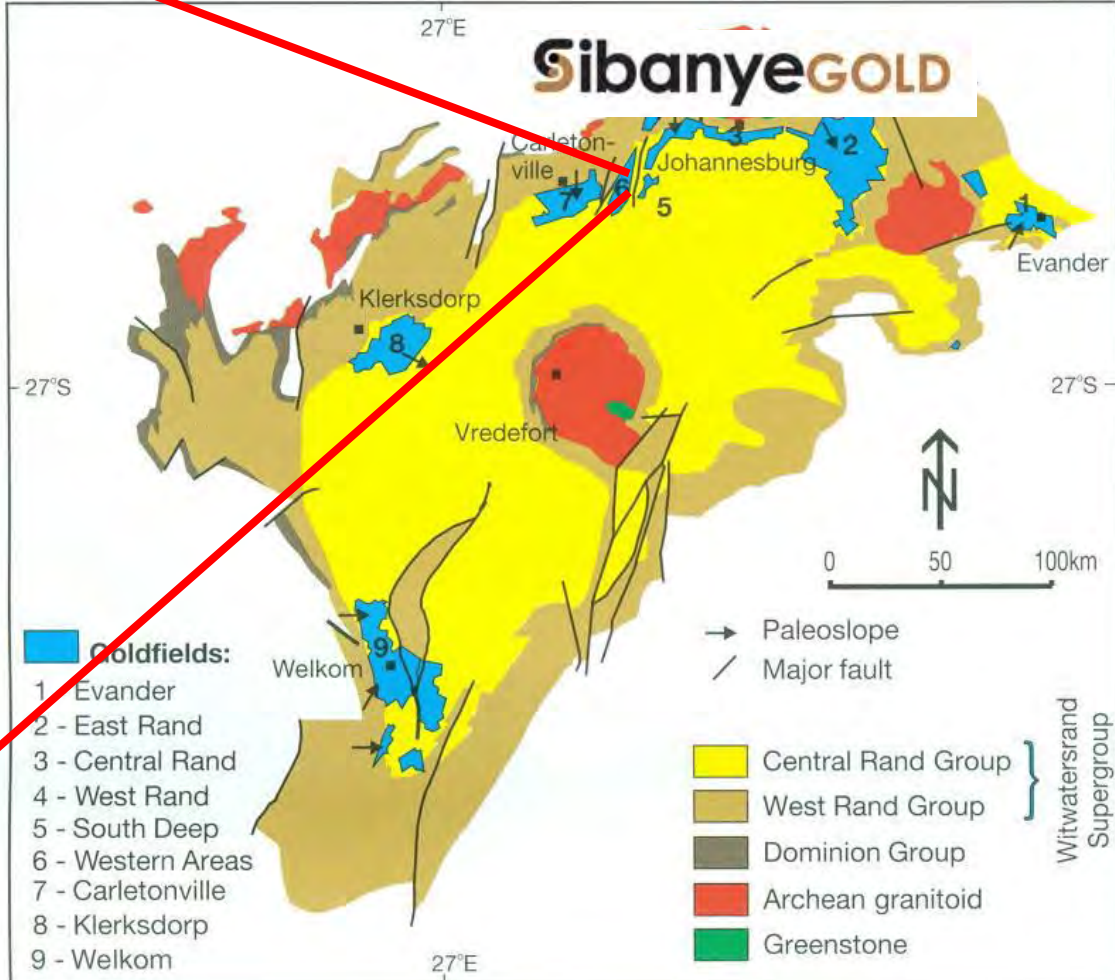 27°E
SibanyeGOLD
Carleton-
ville
Johannesburg
3
2
7
6
5
1
Evander
Klerksdorp
8
27°S
27°S
Vredefort
N
0 50 100km
Welkom
9
Paleoslope
Major fault
Goldfields:
1 - Evander
2 - East Rand
3 - Central Rand
4 - West Rand
5 - South Deep
6 - Western Areas
7 - Carletonville
8 - Klerksdorp
9 - Welkom
Central Rand Group
West Rand Group
Witwatersrand
Supergroup
Dominion Group
Archean granitoid
Greenstone
27°E